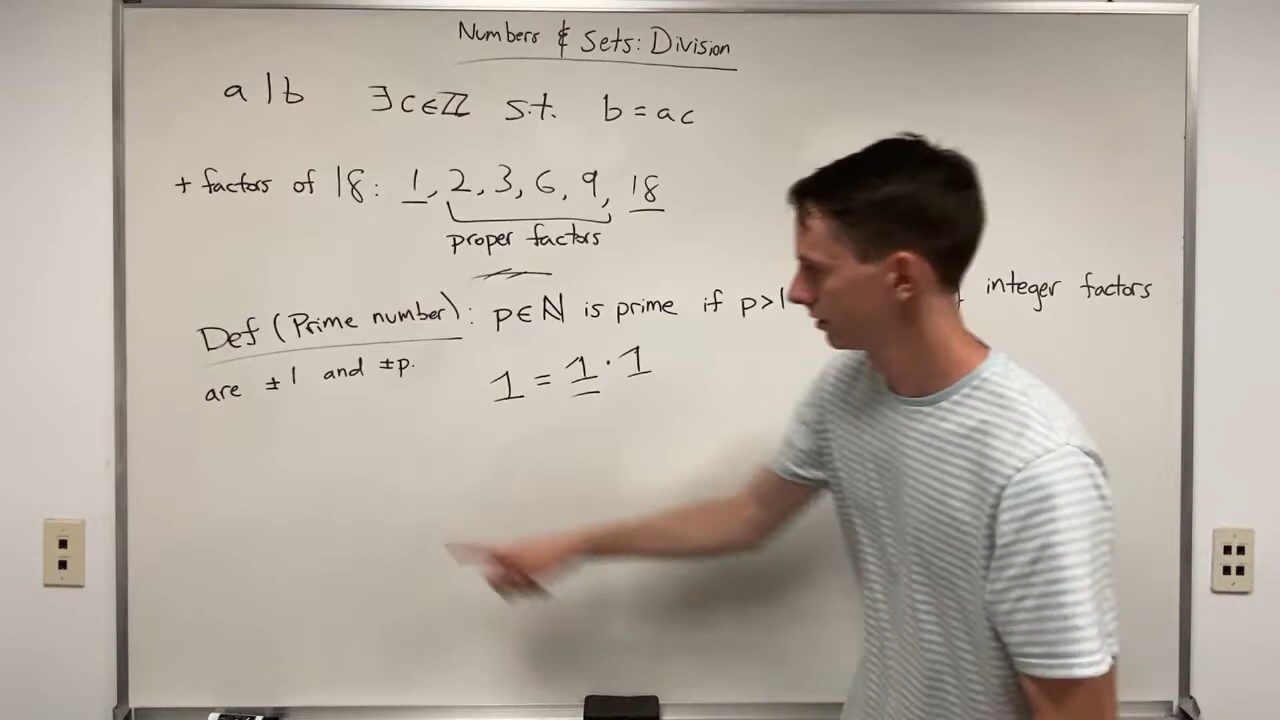 Numbers & Sets: Division
a | b ∃ c ∈ ℤ s.t. b = ac
+ factors of 18: 1, 2, 3, 6, 9, 18
proper factors
Def (Prime number): p ∈ ℕ is prime if p > 1 integer factors
are ± 1 and ± p.
1 = 1 · 1